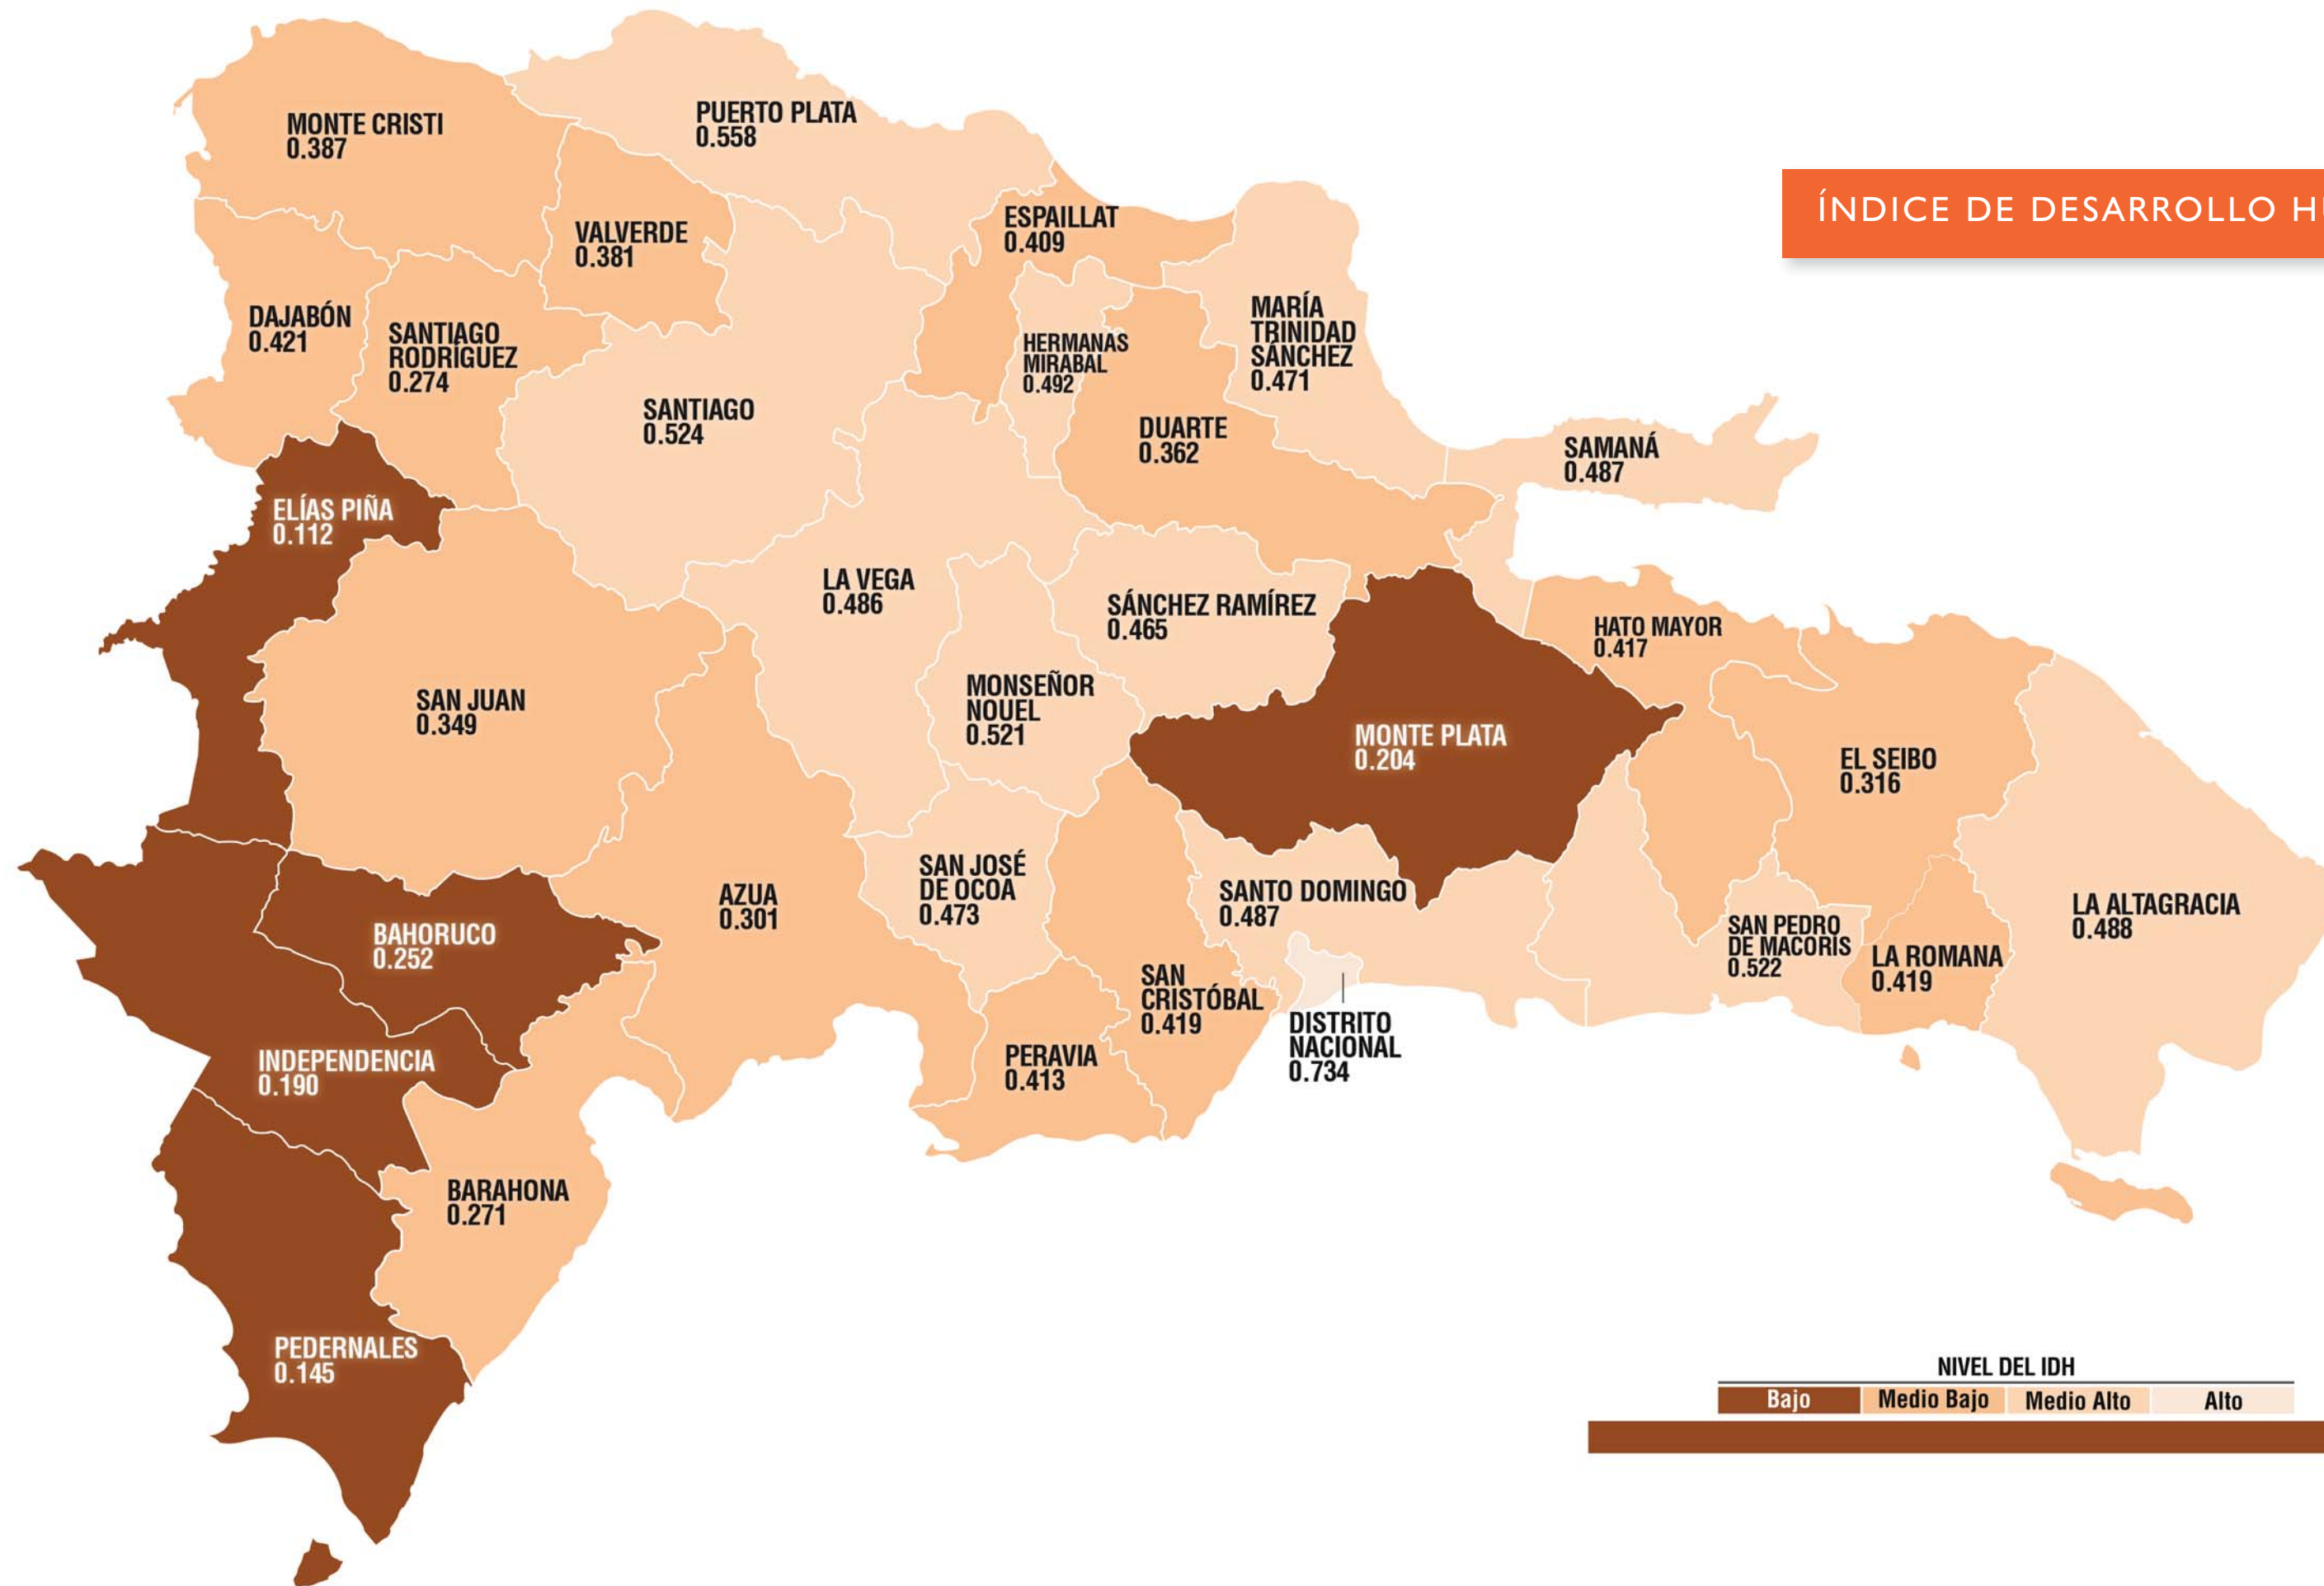 PUERTO PLATA
0.558
MONTE CRISTI
0.387
ÍNDICE DE DESARROLLO
ESPAILLAT
0.409
VALVERDE
0.381
DAJABÓN
0.421
SANTIAGO
RODRÍGUEZ
0.274
HERMANAS
MIRABAL
0.492
MARÍA
TRINIDAD
SÁNCHEZ
0.471
SANTIAGO
0.524
DUARTE
0.362
SAMANÁ
0.487
ELÍAS PIÑA
0.112
LA VEGA
0.486
SÁNCHEZ RAMÍREZ
0.465
HATO MAYOR
0.417
SAN JUAN
0.349
MONSEÑOR
NOUEL
0.521
MONTE PLATA
0.204
EL SEIBO
0.316
SAN JOSÉ
DE OCOA
0.473
AZUA
0.301
SANTO DOMINGO
0.487
LA ALTAGRACIA
0.488
BAHORUCO
0.252
SAN PEDRO
DE MACORÍS
0.522
LA ROMANA
0.419
SAN
CRISTÓBAL
0.419
DISTRITO
NACIONAL
0.734
INDEPENDENCIA
0.190
PERAVIA
0.413
BARAHONA
0.271
PEDERNALES
0.145
NIVEL DEL IDH
Bajo Medio Bajo Medio Alto Alto